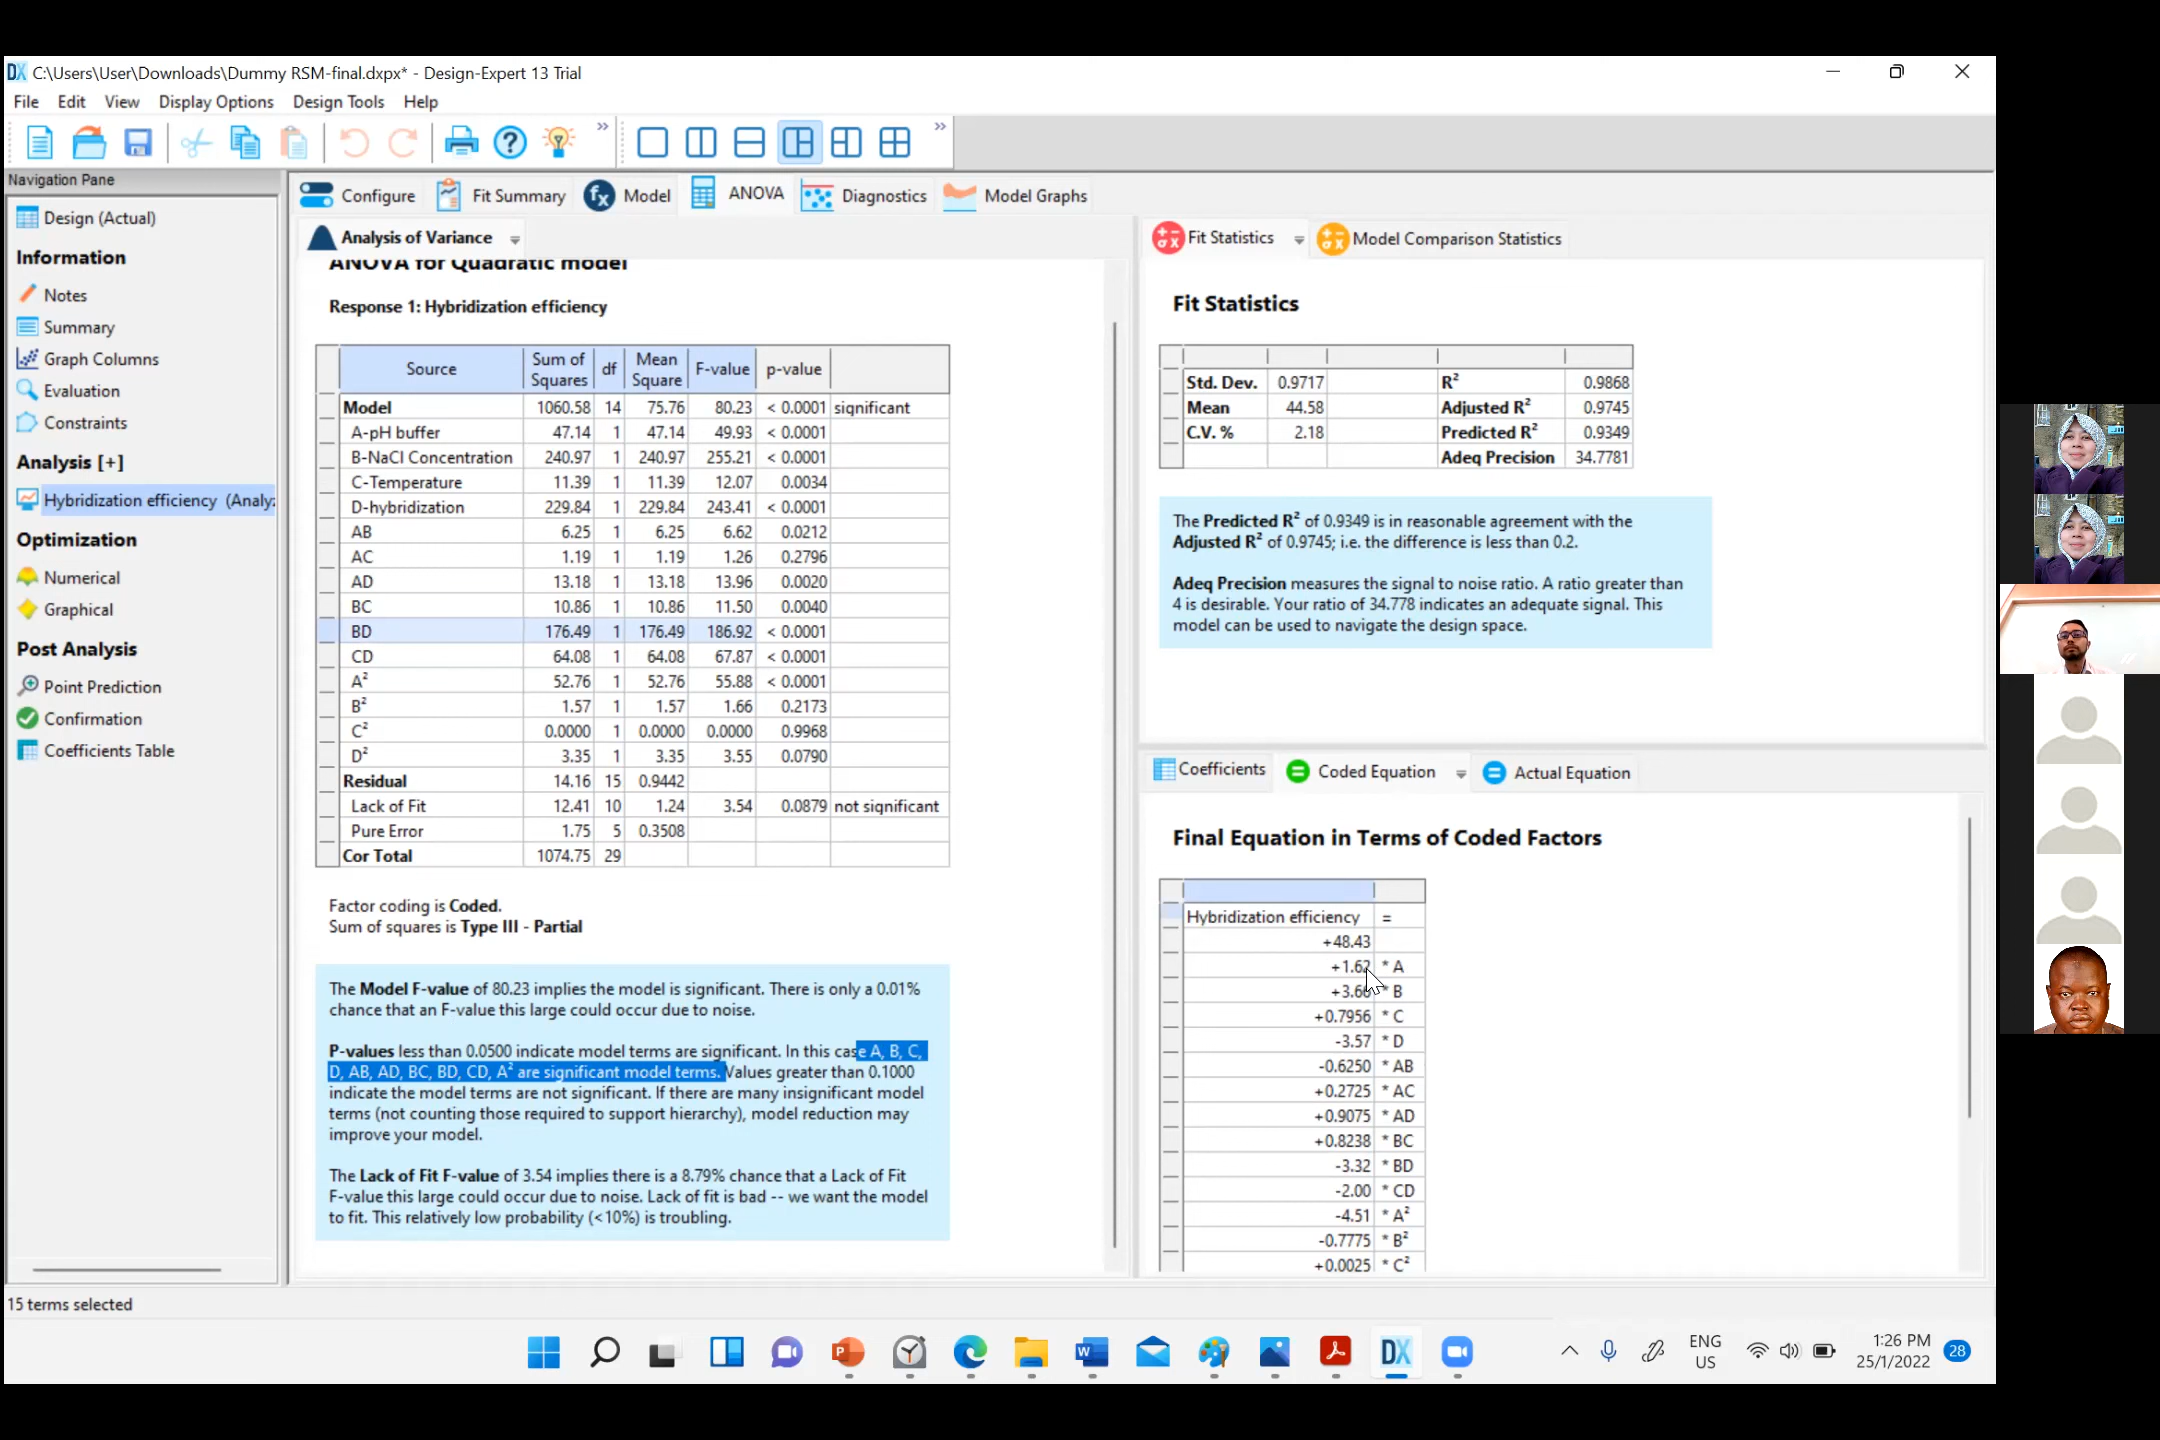 C:\Users\User\Downloads\Dummy RSM-final.dxpx* - Design-Expert 13 Trial
File Edit View Display Options Design Tools Help
Navigation Pane
Design (Actual)
Information
Notes
Summary
Graph Columns
Evaluation
Constraints
Analysis [+]
Hybridization efficiency (Analy
Optimization
Numerical
Graphical
Post Analysis
Point Prediction
Confirmation
Coefficients Table
Configure Fit Summary Model ANOVA Diagnostics Model Graphs
Analysis of Variance
ANOVA for Quadratic model
Response 1: Hybridization efficiency
Source Sum of Squares df Mean Square F-value p-value
Model 1060.58 14 75.76 80.23 < 0.0001 significant
A-pH buffer 47.14 1 47.14 49.93 < 0.0001
B-NaCl Concentration 240.97 1 240.97 255.21 < 0.0001
C-Temperature 11.39 1 11.39 12.07 0.0034
D-hybridization 229.84 1 229.84 243.41 < 0.0001
AB 6.25 1 6.25 6.62 0.0212
AC 1.19 1 1.19 1.26 0.2796
AD 13.18 1 13.18 13.96 0.0020
BC 10.86 1 10.86 11.50 0.0040
BD 176.49 1 176.49 186.92 < 0.0001
CD 64.08 1 64.08 67.87 < 0.0001
A² 52.76 1 52.76 55.88 < 0.0001
B² 1.57 1 1.57 1.66 0.2173
C² 0.0000 1 0.0000 0.0000 0.9968
D² 3.35 1 3.35 3.55 0.0790
Residual 14.16 15 0.9442
Lack of Fit 12.41 10 1.24 3.54 0.0879 not significant
Pure Error 1.75 5 0.3508
Cor Total 1074.75 29
Factor coding is Coded.
Sum of squares is Type III - Partial
The Model F-value of 80.23 implies the model is significant. There is only a 0.01%
chance that an F-value this large could occur due to noise.
P-values less than 0.0500 indicate model terms are significant. In this case A, B, C,
D, AB, AD, BC, BD, CD, A² are significant model terms. Values greater than 0.1000
indicate the model terms are not significant. If there are many insignificant model
terms (not counting those required to support hierarchy), model reduction may
improve your model.
The Lack of Fit F-value of 3.54 implies there is a 8.79% chance that a Lack of Fit
F-value this large could occur due to noise. Lack of fit is bad -- we want the model
to fit. This relatively low probability (<10%) is troubling.
Fit Statistics Model Comparison Statistics
Fit Statistics
Std. Dev. 0.9717 R² 0.9868
Mean 44.58 Adjusted R² 0.9745
C.V. % 2.18 Predicted R² 0.9349
Adeq Precision 34.7781
The Predicted R² of 0.9349 is in reasonable agreement with the
Adjusted R² of 0.9745; i.e. the difference is less than 0.2.
Adeq Precision measures the signal to noise ratio. A ratio greater than
4 is desirable. Your ratio of 34.778 indicates an adequate signal. This
model can be used to navigate the design space.
Coefficients Coded Equation Actual Equation
Final Equation in Terms of Coded Factors
Hybridization efficiency =
+48.43
+1.62 * A
* B
+0.7956 * C
-3.57 * D
-0.6250 * AB
+0.2725 * AC
+0.9075 * AD
+0.8238 * BC
-3.32 * BD
-2.00 * CD
-4.51 * A²
-0.7775 * B²
+0.0025 * C²
15 terms selected
ENG
US
1:26 PM
25/1/2022
28